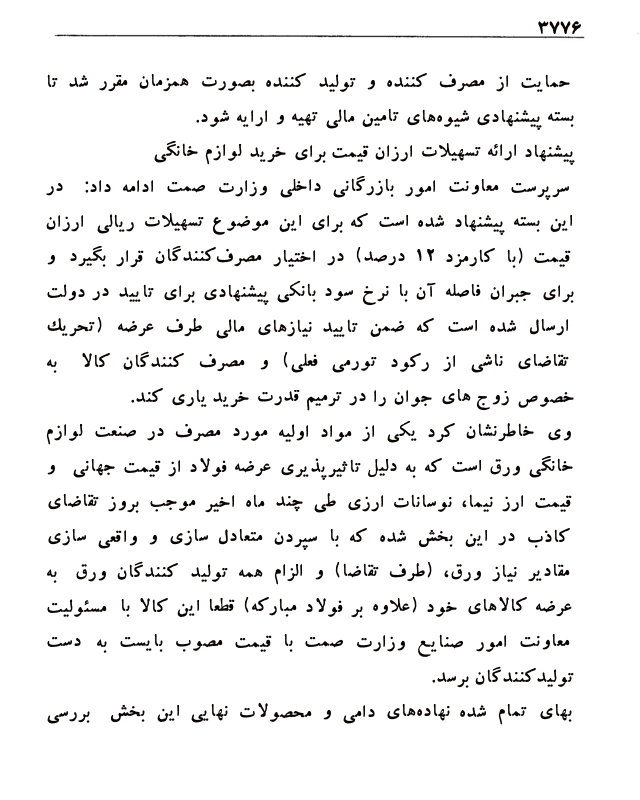 ۳۷۷۶
حمایت از مصرف کننده و تولید کننده بصورت همزمان مقرر شد تا
بسته پیشنهادی شیوه‌های تامین مالی تهیه و ارایه شود.
پیشنهاد ارائه تسهیلات ارزان قیمت برای خرید لوازم خانگی
سرپرست معاونت امور بازرگانی داخلی وزارت صمت ادامه داد: در
این بسته پیشنهاد شده است که برای این موضوع تسهیلات ریالی ارزان
قیمت (با کارمزد ۱۲ درصد) در اختیار مصرف‌کنندگان قرار بگیرد و
برای جبران فاصله آن با نرخ سود بانکی پیشنهادی برای تایید در دولت
ارسال شده است که ضمن تایید نیازهای مالی طرف عرضه (تحریك
تقاضای ناشی از رکود تورمی فعلی) و مصرف کنندگان کالا به
خصوص زوج های جوان را در ترمیم قدرت خرید یاری کند.
وی خاطرنشان کرد یکی از مواد اولیه مورد مصرف در صنعت لوازم
خانگی ورق است که به دلیل تاثیرپذیری عرضه فولاد از قیمت جهانی و
قیمت ارز نیما، نوسانات ارزی طی چند ماه اخیر موجب بروز تقاضای
کاذب در این بخش شده که با سپردن متعادل سازی و واقعی سازی
مقادیر نیاز ورق، (طرف تقاضا) و الزام همه تولید کنندگان ورق به
عرضه کالاهای خود (علاوه بر فولاد مبارکه) قطعا این کالا با مسئولیت
معاونت امور صنایع وزارت صمت با قیمت مصوب بایست به دست
تولیدکنندگان برسد.
بهای تمام شده نهاده‌های دامی و محصولات نهایی این بخش بررسی